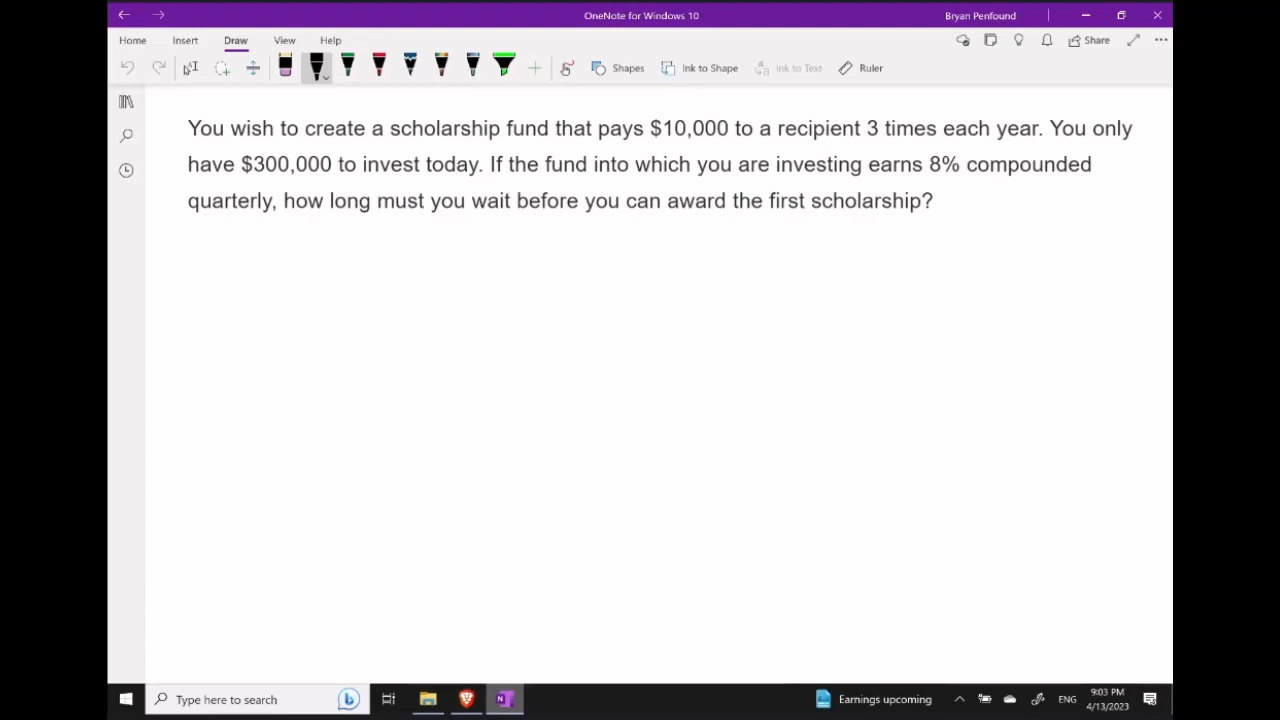 OneNote for Windows 10
Bryan Penfound
Home Insert Draw View Help
Share
Shapes Ink to Shape Ink to Text Ruler
You wish to create a scholarship fund that pays $10,000 to a recipient 3 times each year. You only
have $300,000 to invest today. If the fund into which you are investing earns 8% compounded
quarterly, how long must you wait before you can award the first scholarship?
Type here to search
Earnings upcoming
ENG
9:03 PM
4/13/2023